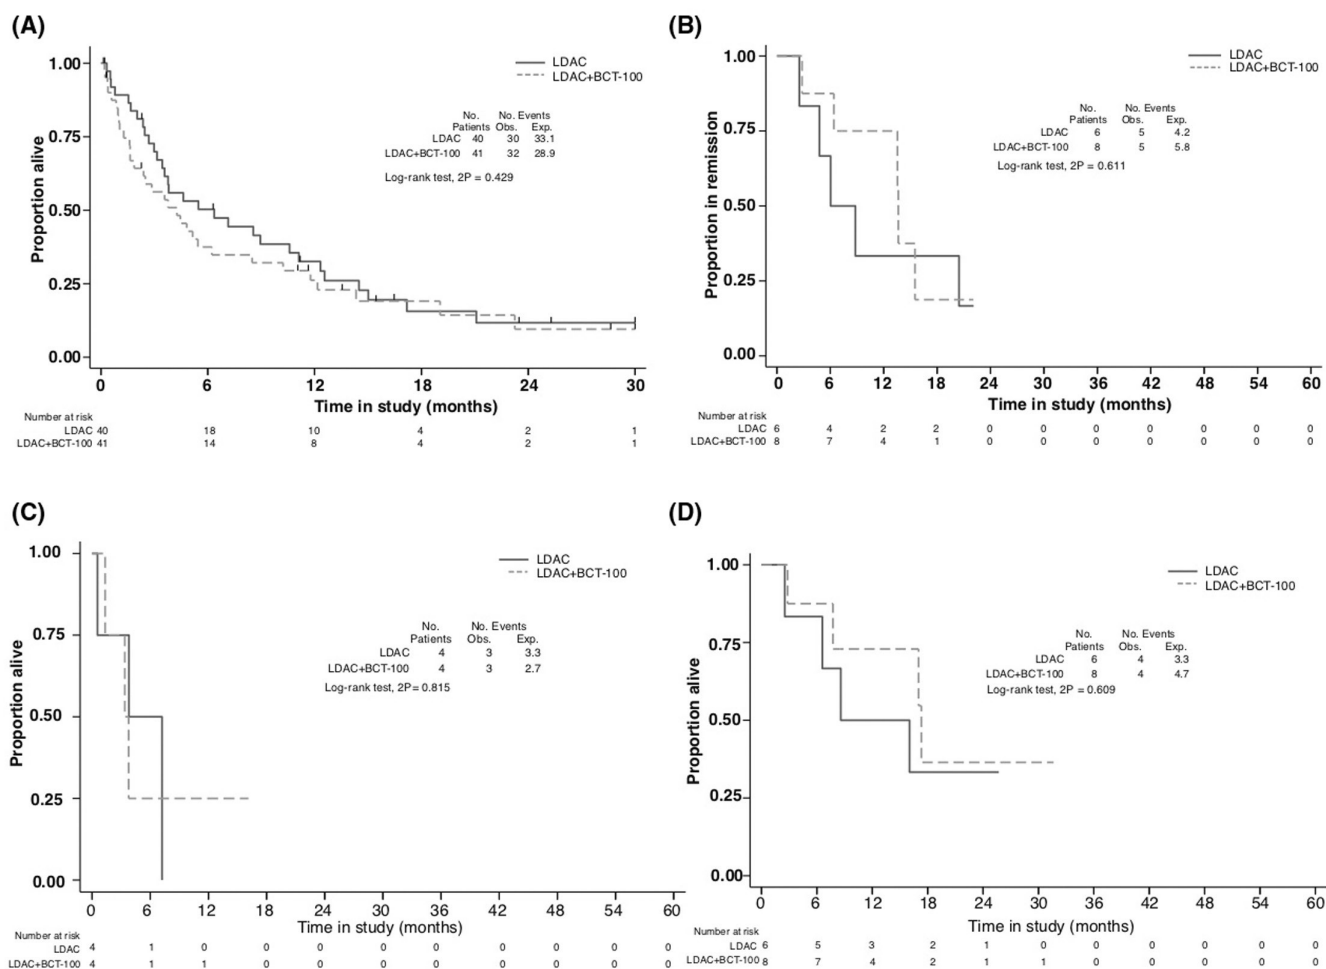 (A)
1.00
0.75
0.50
0.25
0.00
Proportion alive
LDAC
LDAC+BCT-100
No. No. Events
Patients Obs. Exp.
LDAC 40 30 33.1
LDAC+BCT-100 41 32 28.9
Log-rank test, 2P = 0.429
0 6 12 18 24 30
Time in study (months)
Number at risk
LDAC 40 18 10 4 2 1
LDAC+BCT-100 41 14 8 4 2 1
(B)
1.00
0.75
0.50
0.25
0.00
Proportion in remission
LDAC
LDAC+BCT-100
No. No. Events
Patients Obs. Exp.
LDAC 6 5 4.2
LDAC+BCT-100 8 5 5.8
Log-rank test, 2P = 0.611
0 6 12 18 24 30 36 42 48 54 60
Time in study (months)
Number at risk
LDAC 6 4 2 2 0 0 0 0 0 0 0
LDAC+BCT-100 8 7 4 1 0 0 0 0 0 0 0
(C)
1.00
0.75
0.50
0.25
0.00
Proportion alive
LDAC
LDAC+BCT-100
No. No. Events
Patients Obs. Exp.
LDAC 4 3 3.3
LDAC+BCT-100 4 3 2.7
Log-rank test, 2P= 0.815
0 6 12 18 24 30 36 42 48 54 60
Time in study (months)
Number at risk
LDAC 4 1 0 0 0 0 0 0 0 0 0
LDAC+BCT-100 4 1 1 0 0 0 0 0 0 0 0
(D)
1.00
0.75
0.50
0.25
0.00
Proportion alive
LDAC
LDAC+BCT-100
No. No. Events
Patients Obs. Exp.
LDAC 6 4 3.3
LDAC+BCT-100 8 4 4.7
Log-rank test, 2P = 0.609
0 6 12 18 24 30 36 42 48 54 60
Time in study (months)
Number at risk
LDAC 6 5 3 2 1 0 0 0 0 0 0
LDAC+BCT-100 8 7 4 2 1 1 0 0 0 0 0